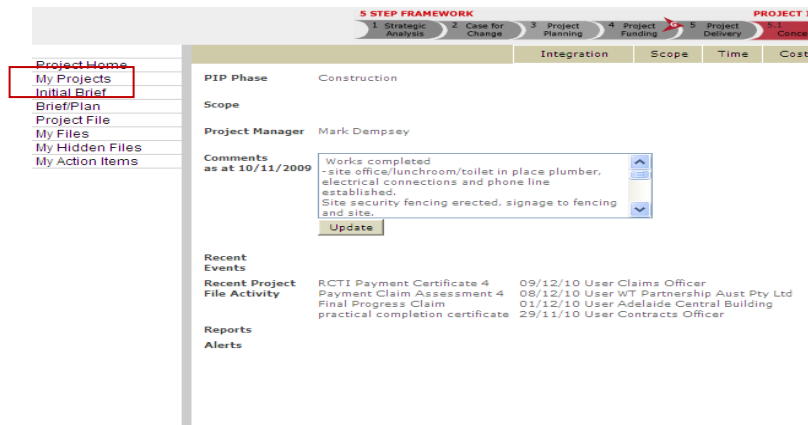 5 STEP FRAMEWORK
PROJECT I
1 Strategic Analysis
2 Case for Change
3 Project Planning
4 Project Funding
G
5 Project Delivery
5.1 Conce
Integration Scope Time Cost
Project Home
My Projects
Initial Brief
Brief/Plan
Project File
My Files
My Hidden Files
My Action Items
PIP Phase Construction
Scope
Project Manager Mark Dempsey
Comments
as at 10/11/2009
Works completed
-site office/lunchroom/toilet in place plumber,
electrical connections and phone line
established.
Site security fencing erected, signage to fencing
and site.
Update
Recent
Events
Recent Project
File Activity
RCTI Payment Certificate 4 09/12/10 User Claims Officer
Payment Claim Assessment 4 08/12/10 User WT Partnership Aust Pty Ltd
Final Progress Claim 01/12/10 User Adelaide Central Building
practical completion certificate 29/11/10 User Contracts Officer
Reports
Alerts